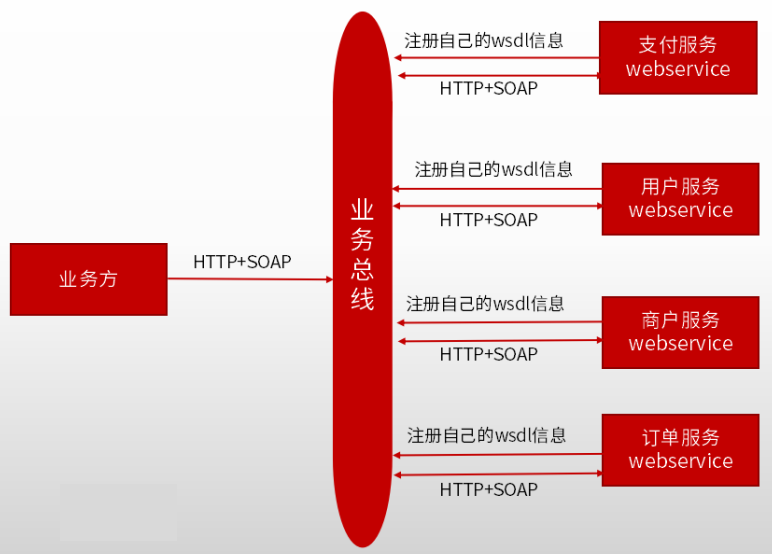 注册自己的wsdl信息
HTTP+SOAP
支付服务
webservice
注册自己的wsdl信息
HTTP+SOAP
用户服务
webservice
业务方
HTTP+SOAP
业务总线
注册自己的wsdl信息
HTTP+SOAP
商户服务
webservice
注册自己的wsdl信息
HTTP+SOAP
订单服务
webservice